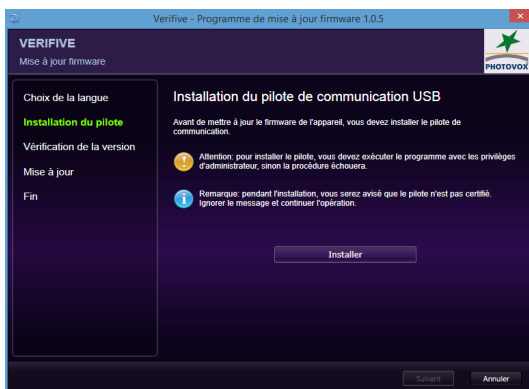 Verifive - Programme de mise à jour firmware 1.0.5
VERIFIVE
Mise à jour firmware
PHOTOVOX
Choix de la langue
Installation du pilote
Vérification de la version
Mise à jour
Fin
Installation du pilote de communication USB
Avant de mettre à jour le firmware de l'appareil, vous devez installer le pilote de
communication.
Attention: pour installer le pilote, vous devez exécuter le programme avec les privilèges
d'administrateur, sinon la procédure échouera.
Remarque: pendant l'installation, vous serez avisé que le pilote n'est pas certifié.
Ignorer le message et continuer l'opération.
Installer
Suivant
Annuler